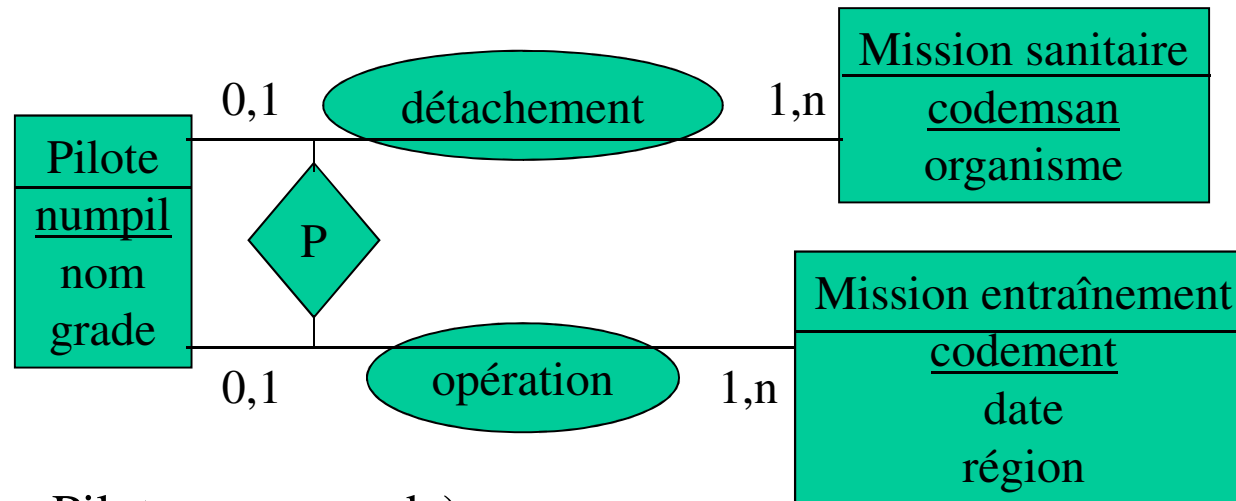 Pilote
numpil
nom
grade
0,1
détachement
1,n
Mission sanitaire
codemsan
organisme
P
0,1
opération
1,n
Mission entraînement
codement
date
région